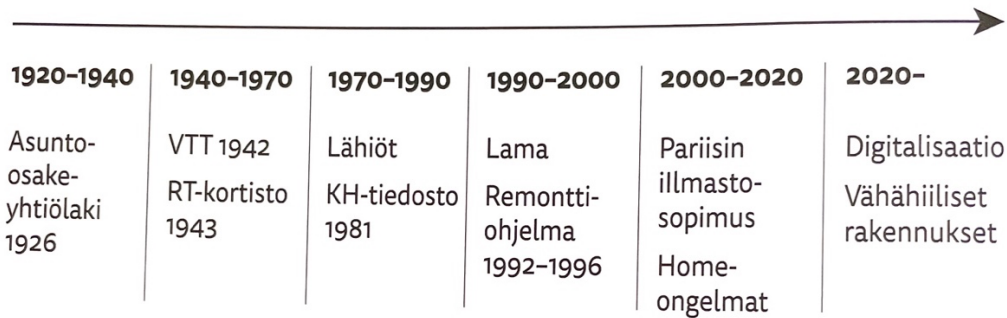 1920–1940
Asunto-
osake-
yhtiölaki
1926
1940–1970
VTT 1942
RT-kortisto
1943
1970–1990
Lähiöt
KH-tiedosto
1981
1990–2000
Lama
Remontti-
ohjelma
1992–1996
2000–2020
Pariisin
iIlmasto-
sopimus
Home-
ongelmat
2020–
Digitalisaatio
Vähähiiliset
rakennukset